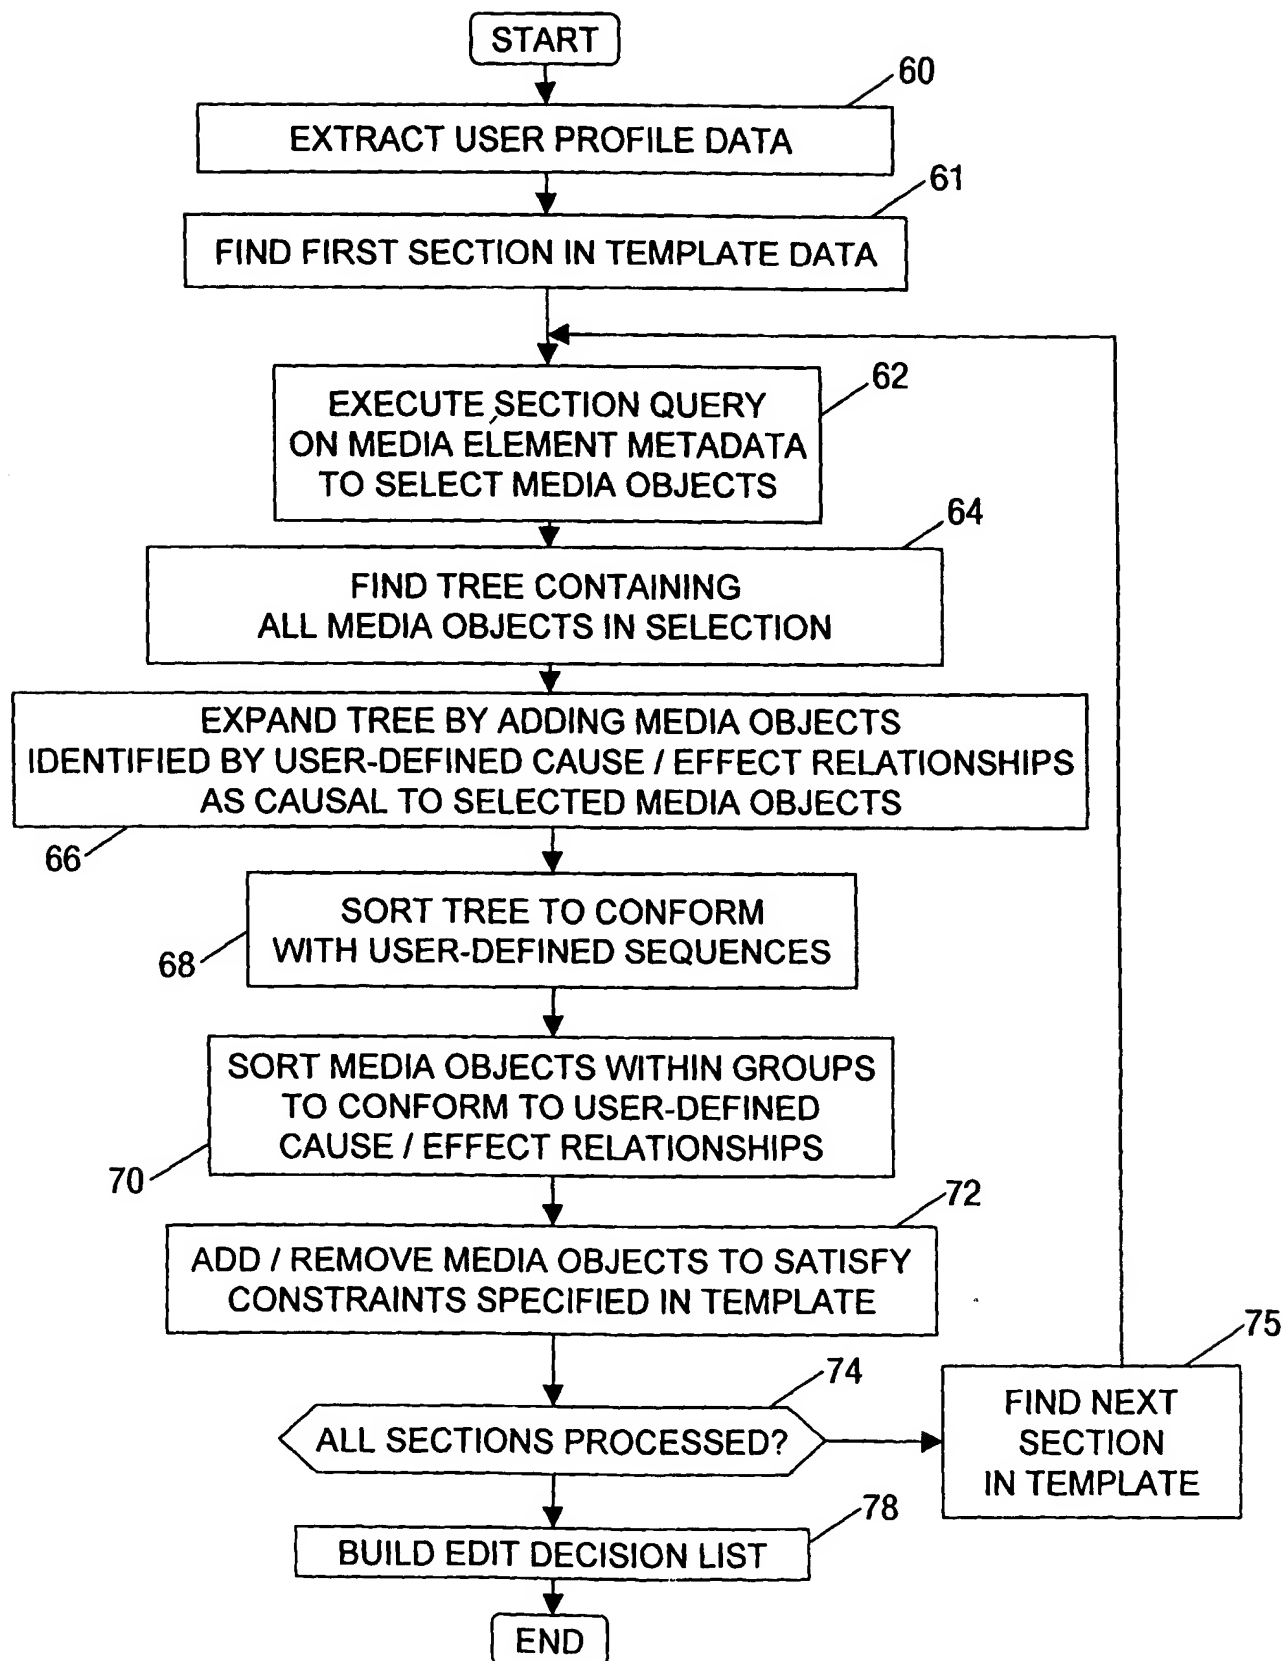 START
60
EXTRACT USER PROFILE DATA
61
FIND FIRST SECTION IN TEMPLATE DATA
62
EXECUTE SECTION QUERY
ON MEDIA ELEMENT METADATA
TO SELECT MEDIA OBJECTS
64
FIND TREE CONTAINING
ALL MEDIA OBJECTS IN SELECTION
EXPAND TREE BY ADDING MEDIA OBJECTS
IDENTIFIED BY USER-DEFINED CAUSE / EFFECT RELATIONSHIPS
AS CAUSAL TO SELECTED MEDIA OBJECTS
66
SORT TREE TO CONFORM
WITH USER-DEFINED SEQUENCES
68
SORT MEDIA OBJECTS WITHIN GROUPS
TO CONFORM TO USER-DEFINED
CAUSE / EFFECT RELATIONSHIPS
70
72
ADD / REMOVE MEDIA OBJECTS TO SATISFY
CONSTRAINTS SPECIFIED IN TEMPLATE
74
ALL SECTIONS PROCESSED?
75
FIND NEXT
SECTION
IN TEMPLATE
78
BUILD EDIT DECISION LIST
END